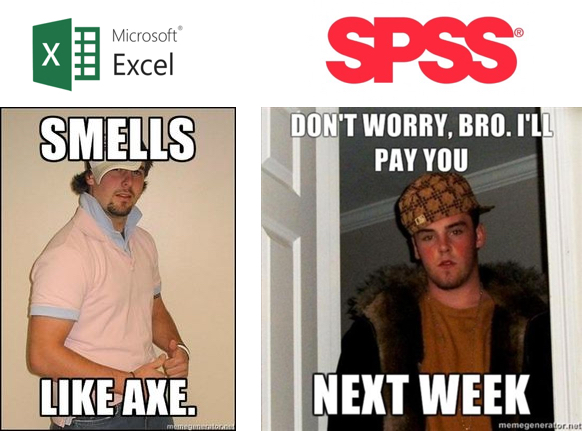 Microsoft®
X Excel
SPSS®
SMELLS
LIKE AXE.
memegenerator.net
DON'T WORRY, BRO. I'LL
PAY YOU
NEXT WEEK
memegenerator.net